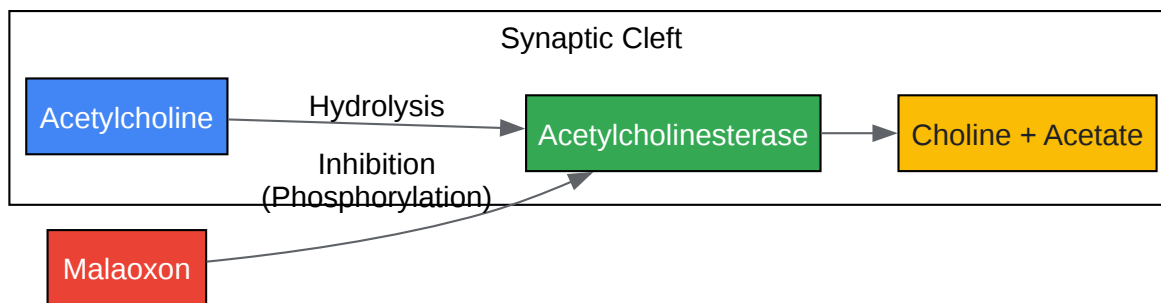 Synaptic Cleft
Acetylcholine
Hydrolysis
Acetylcholinesterase
Choline + Acetate
Inhibition
(Phosphorylation)
Malaoxon